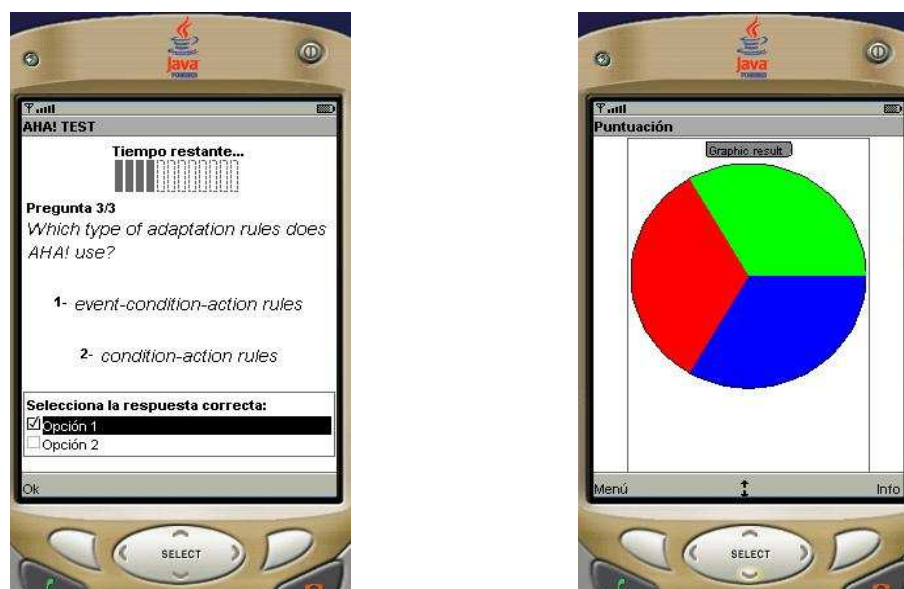 Java
POWERED
AHA! TEST
Tiempo restante...
Pregunta 3/3
Which type of adaptation rules does
AHA! use?
1- event-condition-action rules
2- condition-action rules
Selecciona la respuesta correcta:
Opción 1
Opción 2
Ok
SELECT
Java
POWERED
Puntuación
Graphic result
Menú
Info
SELECT